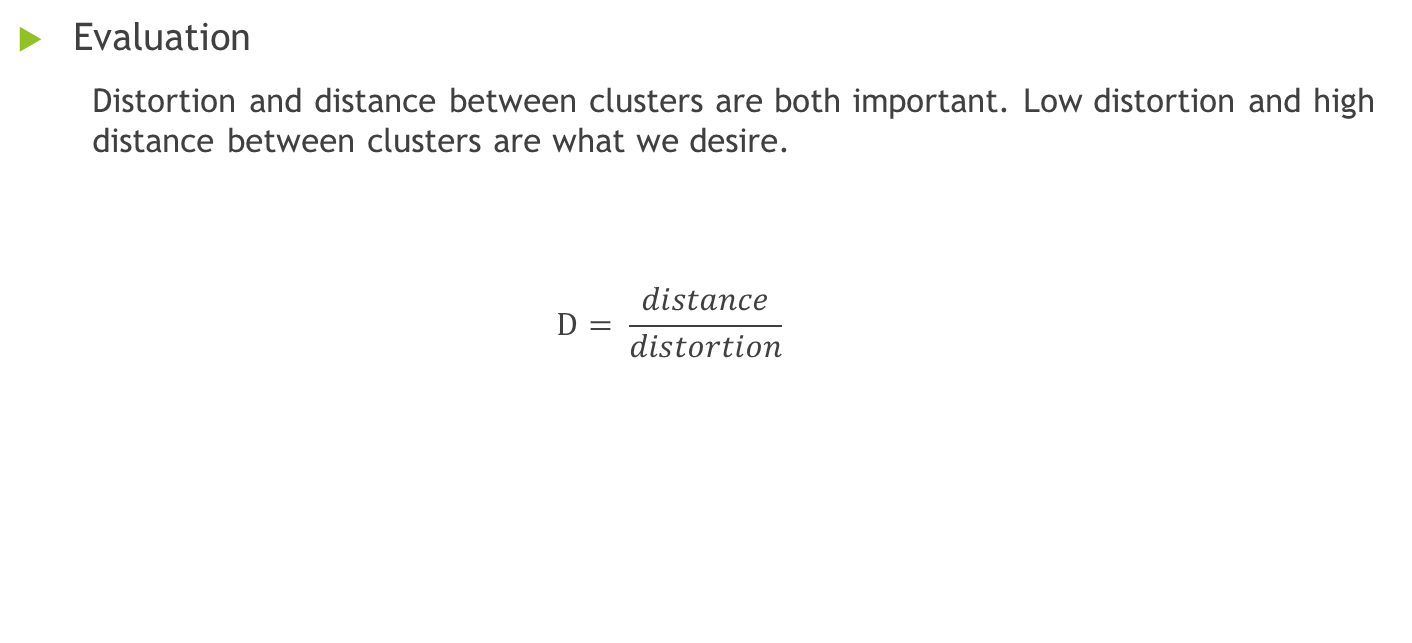 Evaluation
Distortion and distance between clusters are both important. Low distortion and high
distance between clusters are what we desire.
D = distance / distortion